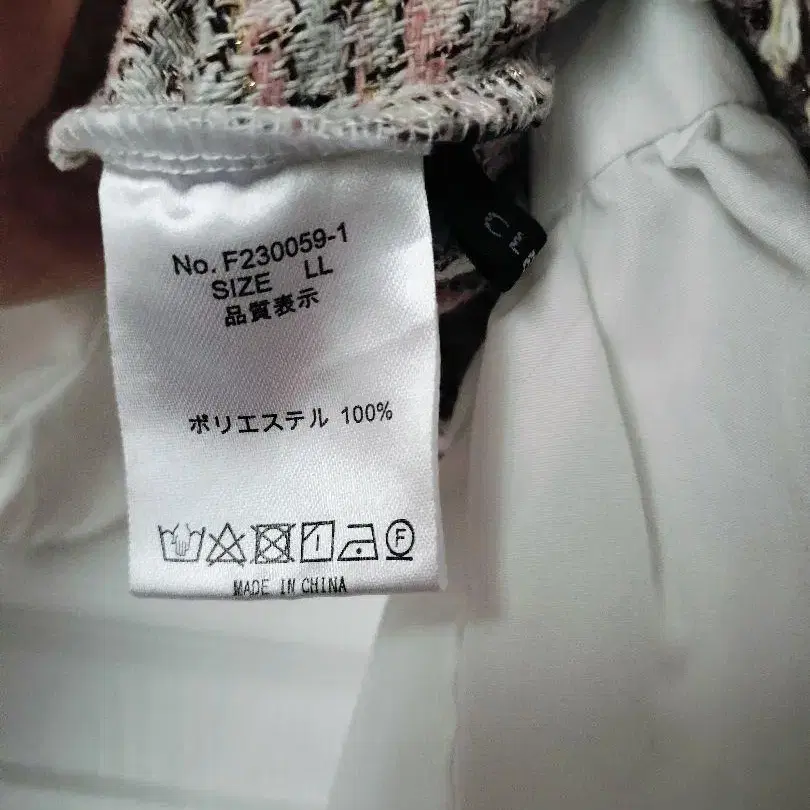 No. F230059-1
SIZE LL
品質表示
ポリエステル 100%
F
MADE IN CHINA